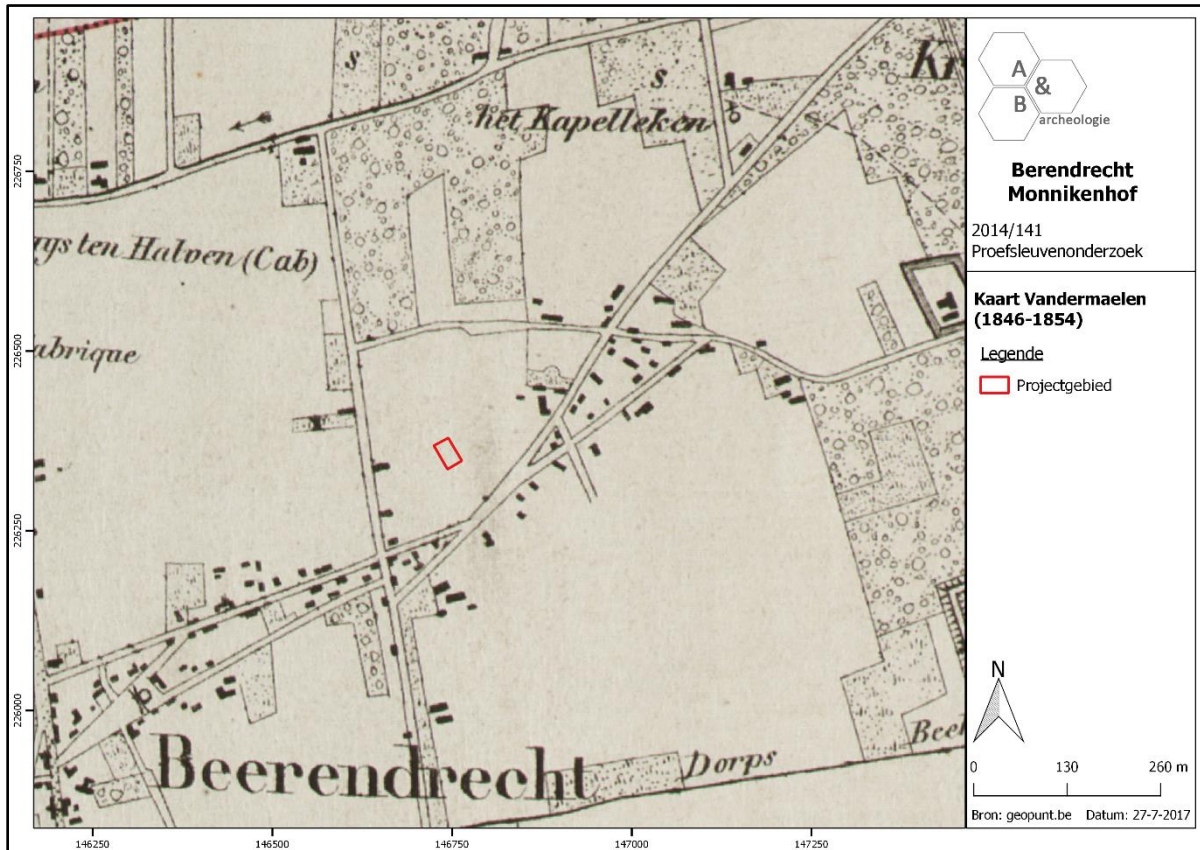 s
s
Kr
het Kapelleken
ys ten Halven (Cab)
abrique
Beerendrecht
Dorps
Beek
226750
226500
226250
226000
146250
146500
146750
147000
147250
A
&
B
archeologie
Berendrecht
Monnikenhof
2014/141
Proefsleuvenonderzoek
Kaart Vandermaelen
(1846-1854)
Legende
Projectgebied
N
0 130 260 m
Bron: geopunt.be Datum: 27-7-2017